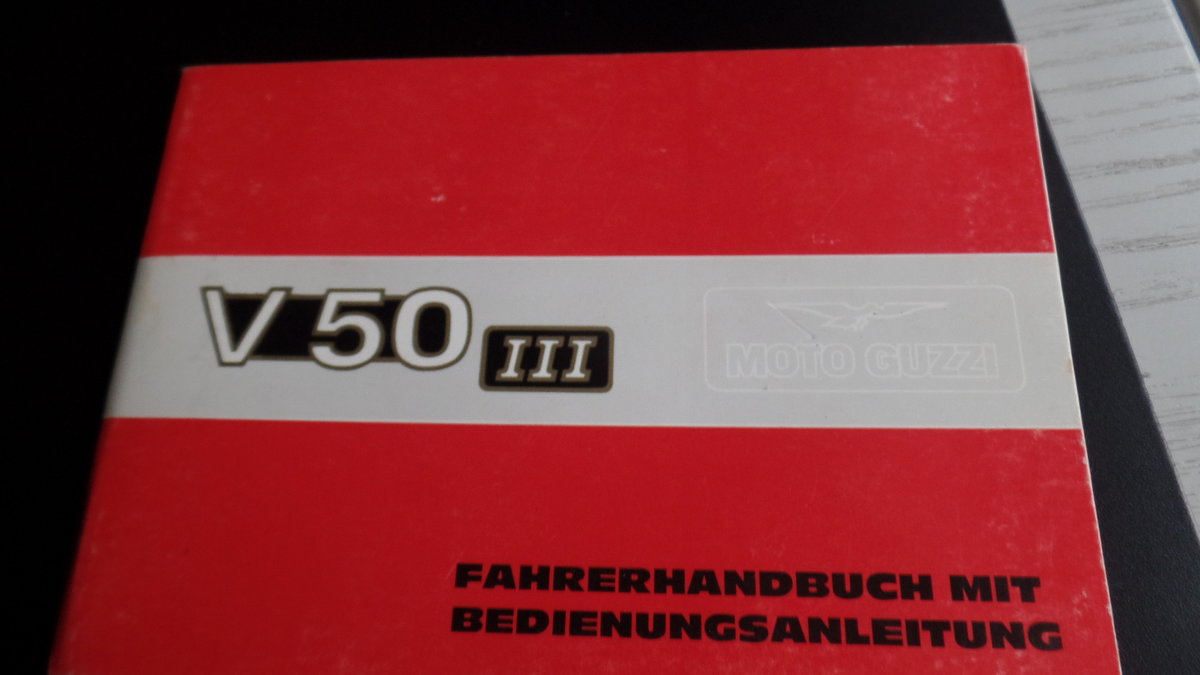 V 50 III
MOTO GUZZI
FAHRERHANDBUCH MIT
BEDIENUNGSANLEITUNG